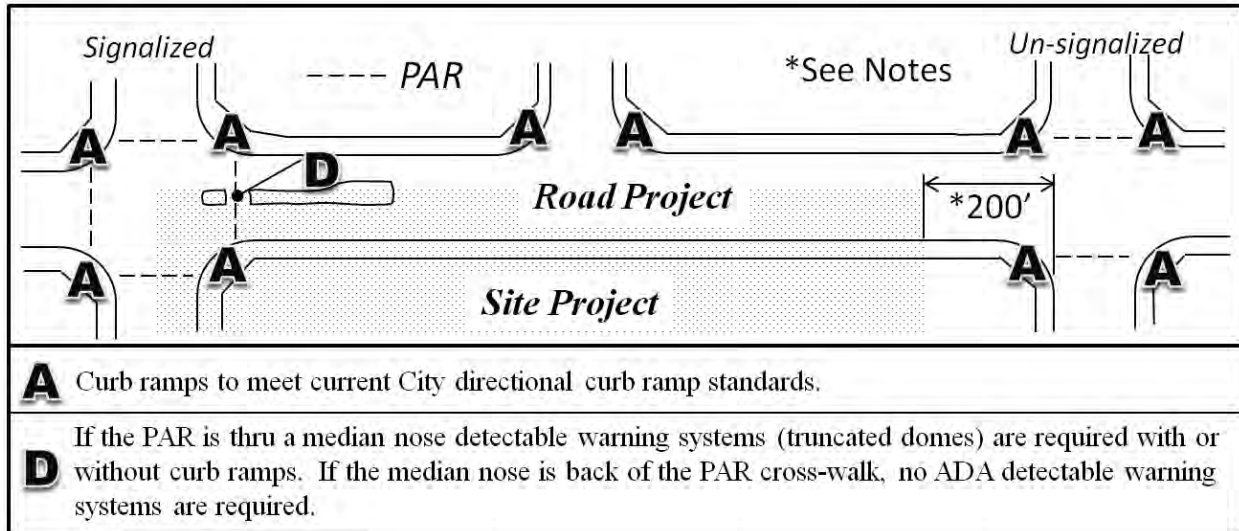 Signalized
Un-signalized
---- PAR
*See Notes
A
A
A
A
A
A
D
Road Project
*200’
A
A
A
A
Site Project
A Curb ramps to meet current City directional curb ramp standards.
If the PAR is thru a median nose detectable warning systems (truncated domes) are required with or
D without curb ramps. If the median nose is back of the PAR cross-walk, no ADA detectable warning
systems are required.